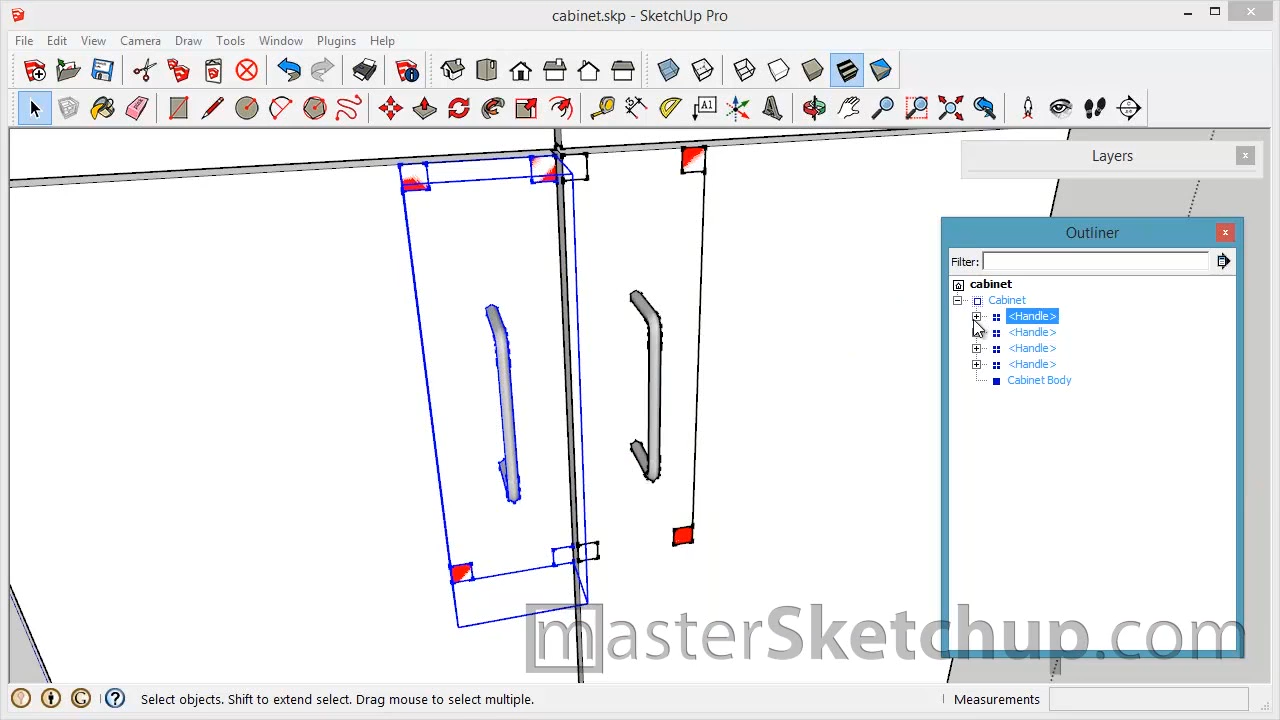 cabinet.skp - SketchUp Pro
File Edit View Camera Draw Tools Window Plugins Help
A1
Layers
Outliner
Filter:
cabinet
Cabinet
<Handle>
<Handle>
<Handle>
<Handle>
Cabinet Body
masterSketchup.com
Select objects. Shift to extend select. Drag mouse to select multiple.
Measurements